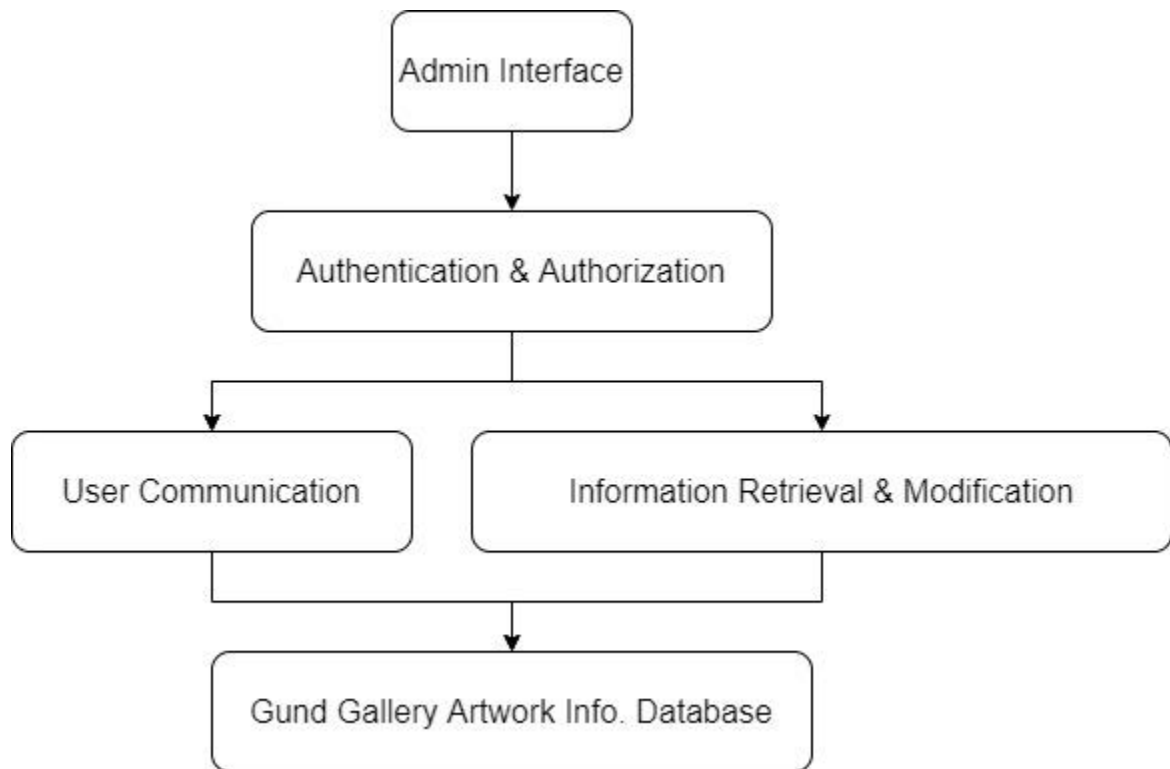 Admin Interface
Authentication & Authorization
User Communication
Information Retrieval & Modification
Gund Gallery Artwork Info. Database